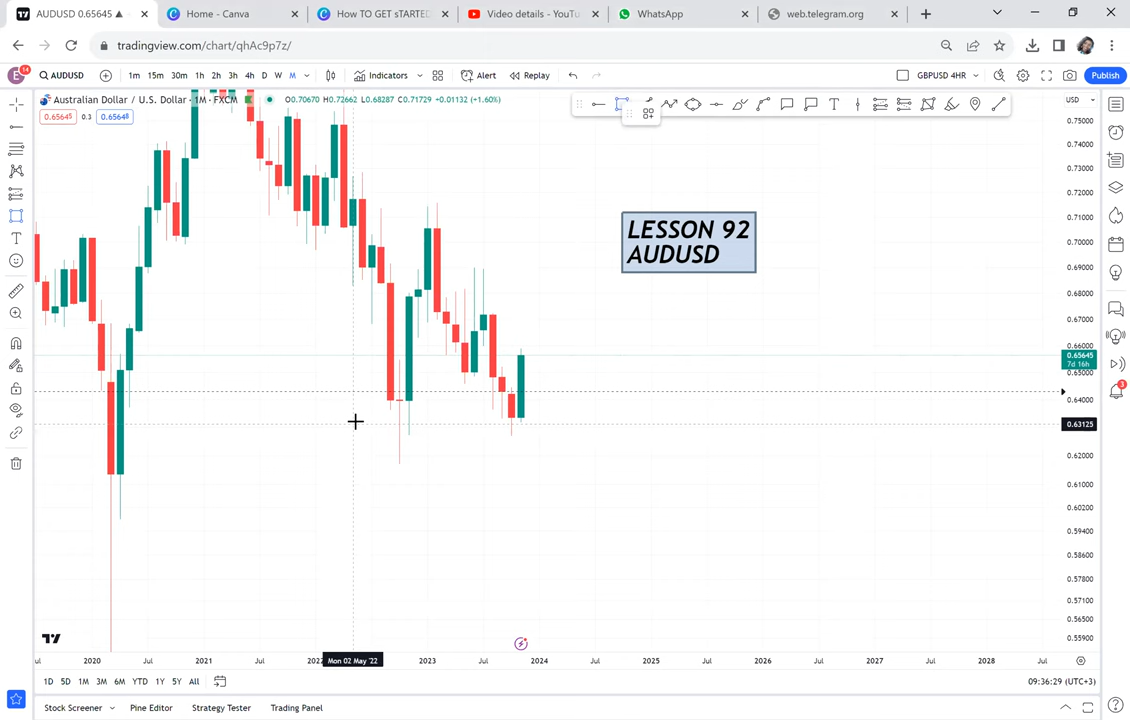 AUDUSD 0.65645 ▲
Home - Canva
How TO GET sTARTED
Video details - YouTu
WhatsApp
web.telegram.org
tradingview.com/chart/qhAc9p7z/
E 14
AUDUSD
1m 15m 30m 1h 2h 3h 4h D W M
Indicators
Alert
Replay
GBPUSD 4HR
Publish
Australian Dollar / U.S. Dollar · 1M · FXCM
O0.70670 H0.72662 L0.68287 C0.71729 +0.01132 (+1.60%)
0.65645 0.3 0.65648
USD
LESSON 92
AUDUSD
0.75000
0.74000
0.73000
0.72000
0.71000
0.70000
0.69000
0.68000
0.67000
0.66000
0.65645
7d 16h
0.65000
0.64000
0.63125
0.62000
0.61000
0.60200
0.59400
0.58600
0.57800
0.57100
0.56500
0.55900
3
2020 Jul 2021 Jul 2022 Mon 02 May '22 2023 Jul 2024 Jul 2025 Jul 2026 Jul 2027 Jul 2028 Jul
1D 5D 1M 3M 6M YTD 1Y 5Y All
09:36:29 (UTC+3)
Stock Screener Pine Editor Strategy Tester Trading Panel